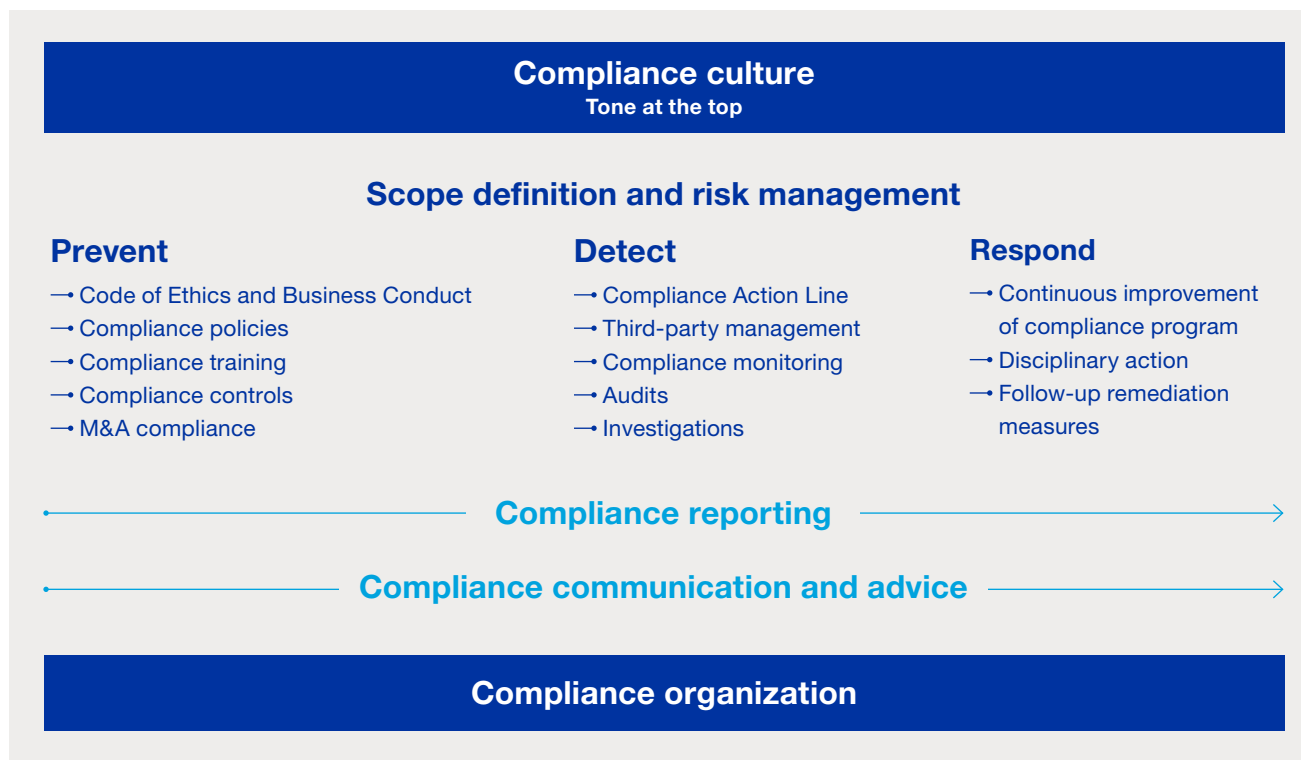 Compliance culture
Tone at the top
Scope definition and risk management
Prevent
Code of Ethics and Business Conduct
Compliance policies
Compliance training
Compliance controls
M&A compliance
Detect
Compliance Action Line
Third-party management
Compliance monitoring
Audits
Investigations
Respond
Continuous improvement
of compliance program
Disciplinary action
Follow-up remediation
measures
Compliance reporting
Compliance communication and advice
Compliance organization